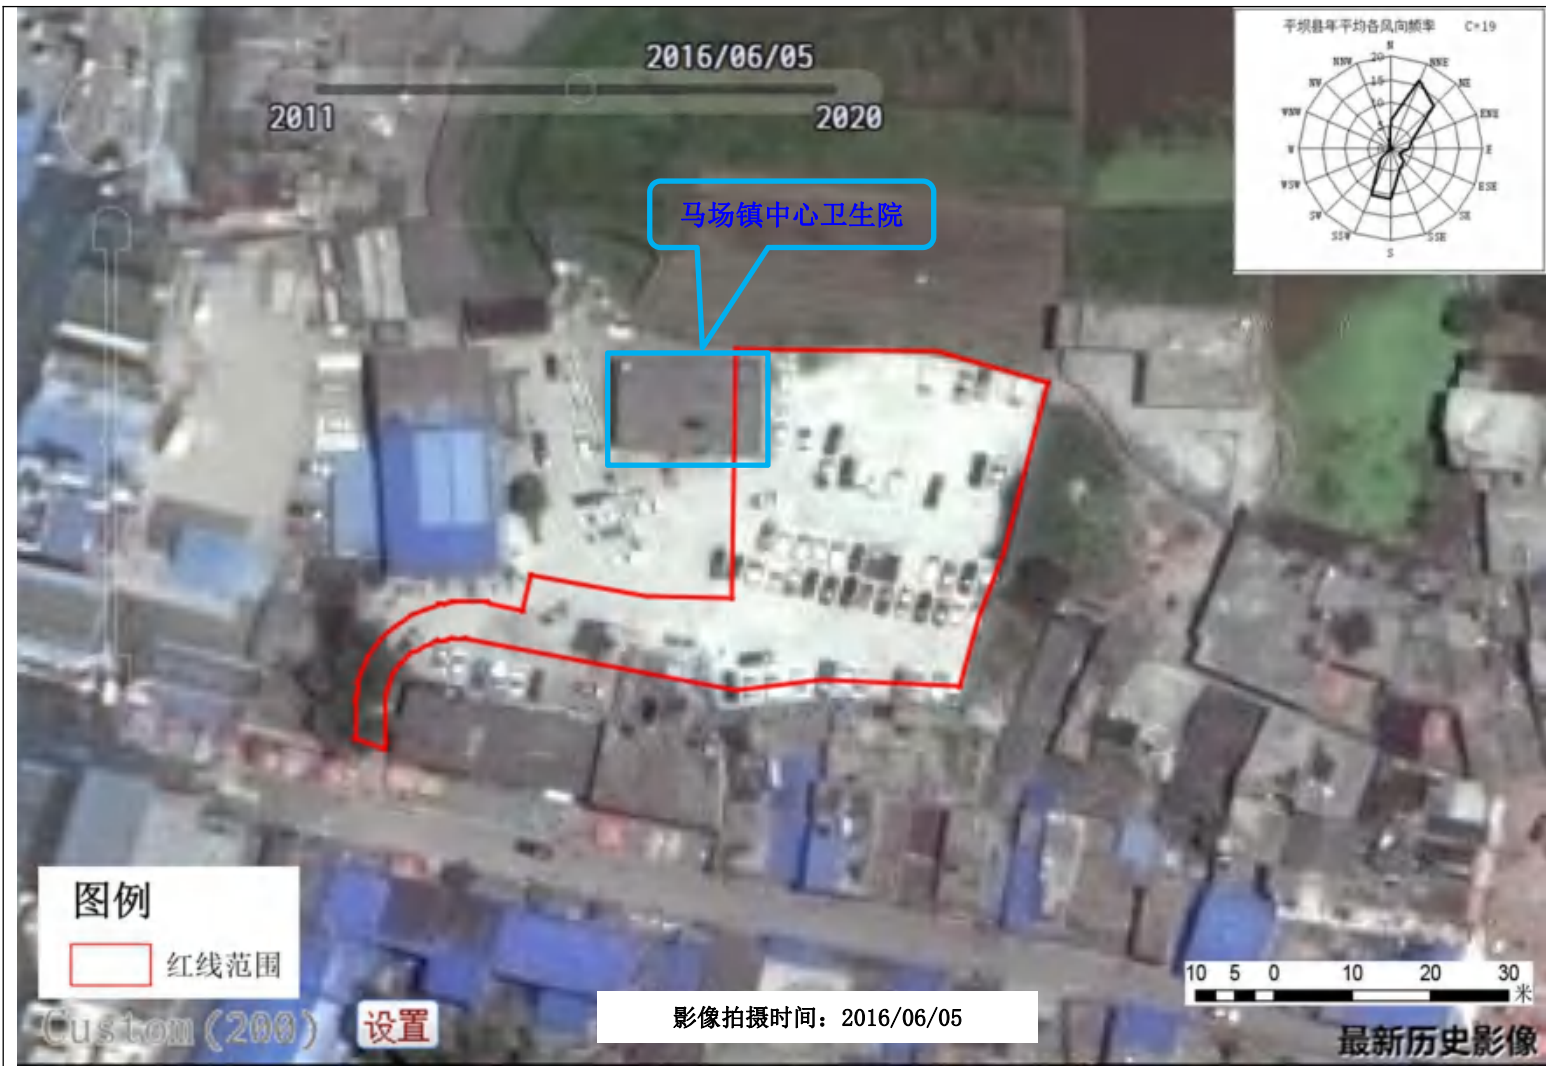 2016/06/05
2011
2020
平坝县年平均各风向频率 C=19
N
NNW
NNE
NW
NE
WNW
ENE
W
E
WSW
ESE
SW
SE
SSW
SSE
S
20
15
10
5
马场镇中心卫生院
图例
红线范围
Custom(200)
设置
影像拍摄时间：2016/06/05
10 5 0 10 20 30
米
最新历史影像